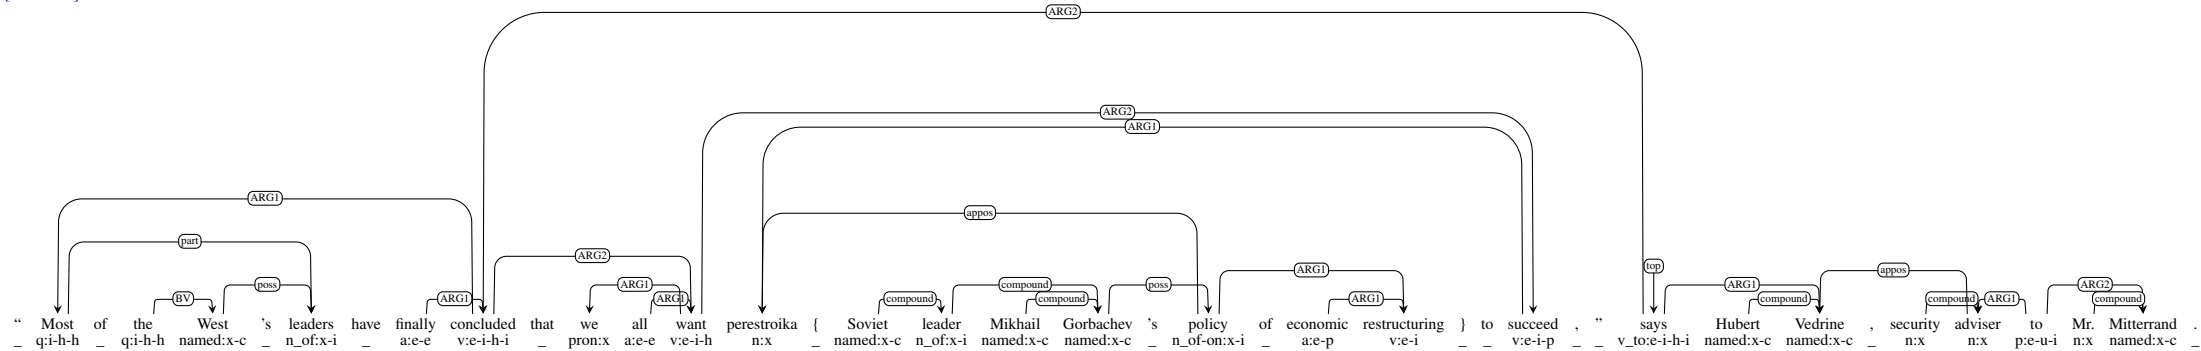 ARG2
ARG2
ARG1
ARG1
appos
part
ARG2
top
BV poss ARG1 ARG1 ARG1 compound compound compound poss ARG1 ARG1 ARG1 compound appos compound ARG1 ARG2 compound
“ Most of the West 's leaders have finally concluded that we all want perestroika { Soviet leader Mikhail Gorbachev 's policy of economic restructuring } to succeed , ” says Hubert Vedrine , security adviser to Mr. Mitterrand .
_ q:i-h-h _ q:i-h-h named:x-c _ n_of:x-i _ a:e-e v:e-i-h-i _ pron:x a:e-e v:e-i-h n:x _ named:x-c n_of:x-i named:x-c named:x-c _ n_of-on:x-i _ a:e-p v:e-i _ _ v:e-i-p _ _ v_to:e-i-h-i named:x-c named:x-c _ n:x n:x p:e-u-i n:x named:x-c _